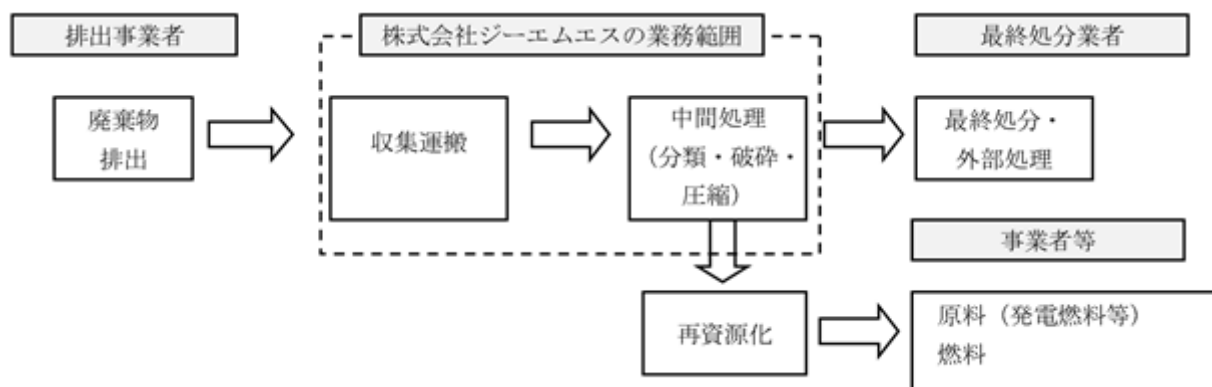 排出事業者
株式会社ジーエムエスの業務範囲
最終処分業者
廃棄物
排出
収集運搬
中間処理
(分類・破砕・
圧縮)
最終処分・
外部処理
事業者等
再資源化
原料(発電燃料等)
燃料